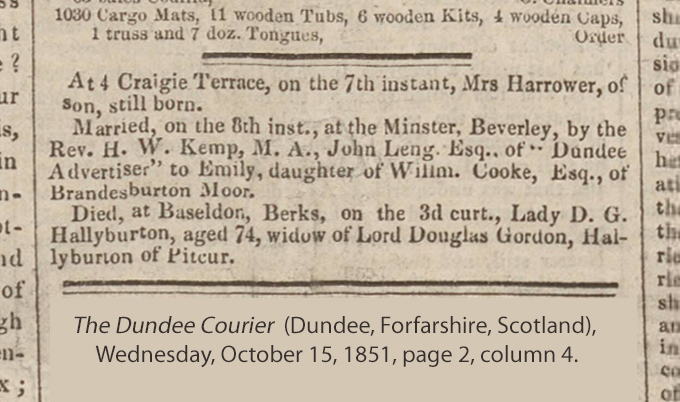 1030 Cargo Mats, 11 wooden Tubs, 6 wooden Kits, 4 wooden Caps,
1 truss and 7 doz. Tongues, Order
At 4 Craigie Terrace, on the 7th instant, Mrs Harrower, of
son, still born.
Married, on the 8th inst., at the Minster, Beverley, by the
Rev. H. W. Kemp, M. A., John Leng. Esq., of "Dundee
Advertiser" to Emily, daughter of Willm. Cooke, Esq., of
Brandesburton Moor.
Died, at Baseldon, Berks, on the 3d curt., Lady D. G.
Hallyburton, aged 74, widow of Lord Douglas Gordon, Hal-
lyburton of Pitcur.
The Dundee Courier (Dundee, Forfarshire, Scotland),
Wednesday, October 15, 1851, page 2, column 4.